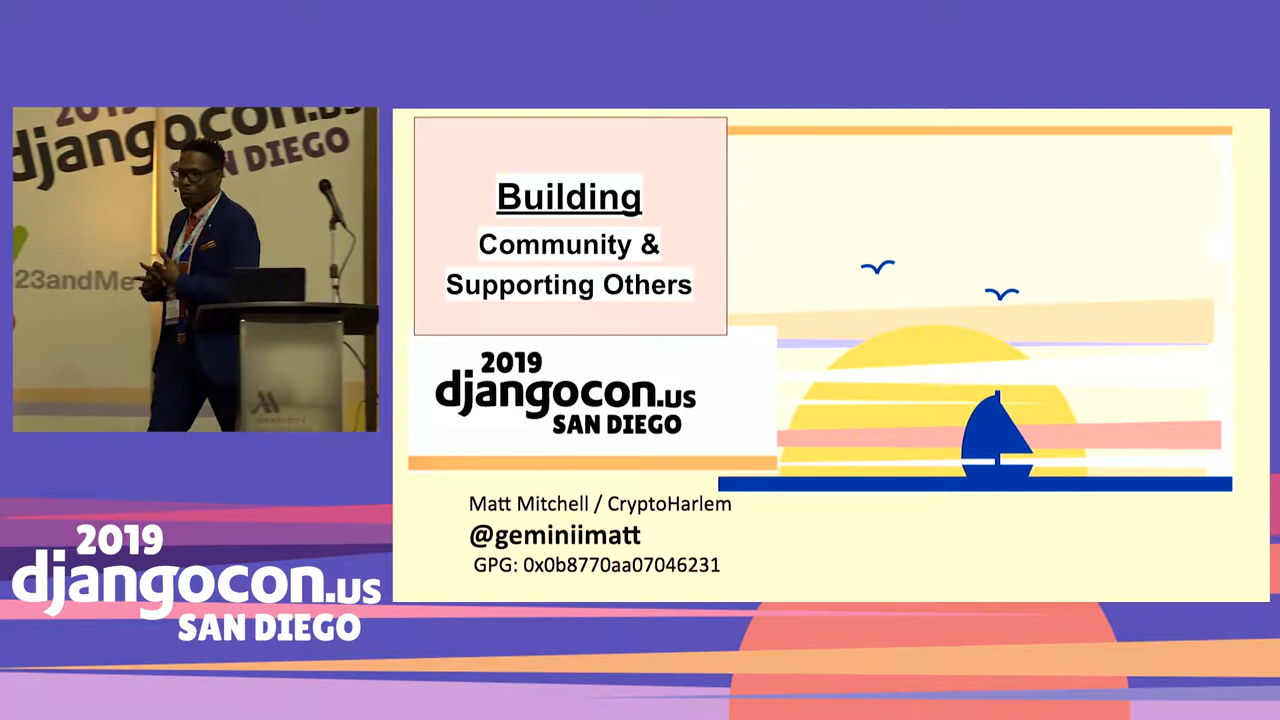 2019
djangocon.us
SAN DIEGO
23andMe
MARRIOTT
Building
Community &
Supporting Others
2019
djangocon.us
SAN DIEGO
Matt Mitchell / CryptoHarlem
@geminiimatt
GPG: 0x0b8770aa07046231
2019
djangocon.us
SAN DIEGO